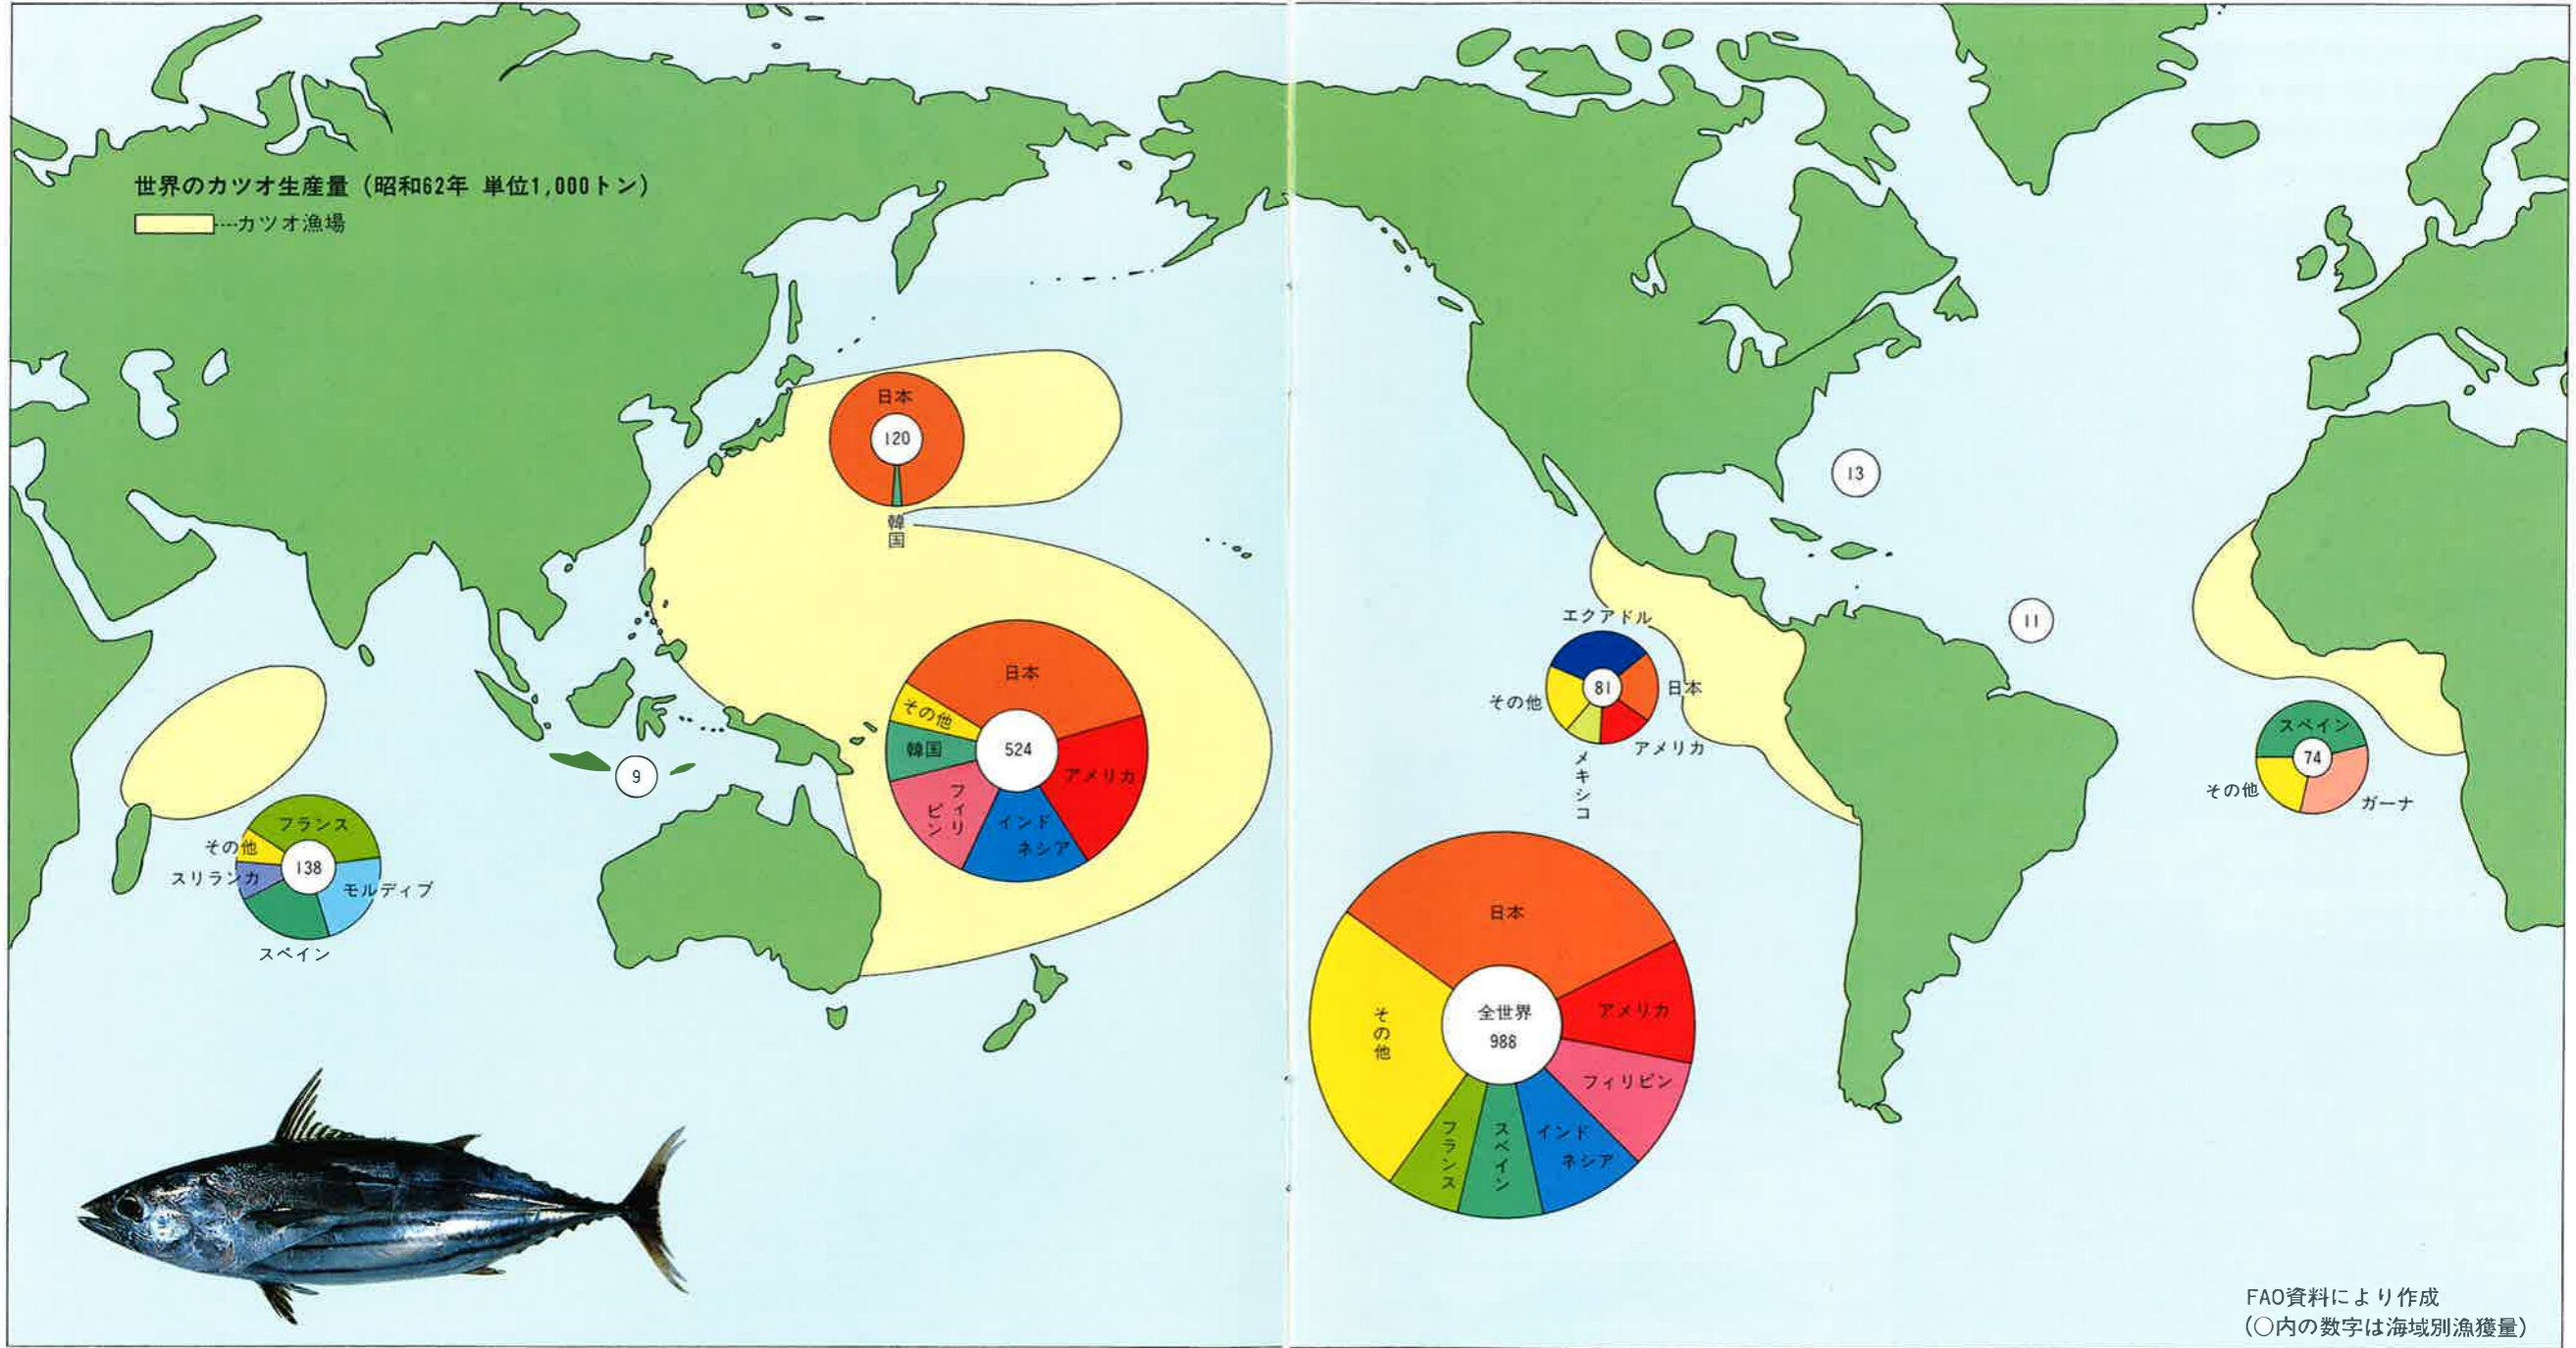 世界のカツオ生産量（昭和62年 単位1,000トン）
----カツオ漁場
日本
120
韓国
日本
その他
韓国
524
アメリカ
フィリピン
インドネシア
9
フランス
その他
138
スリランカ
モルディブ
スペイン
13
11
エクアドル
81
日本
その他
アメリカ
メキシコ
スペイン
74
その他
ガーナ
日本
全世界
988
アメリカ
その他
フィリピン
インドネシア
スペイン
フランス
FAO資料により作成
(○内の数字は海域別漁獲量)